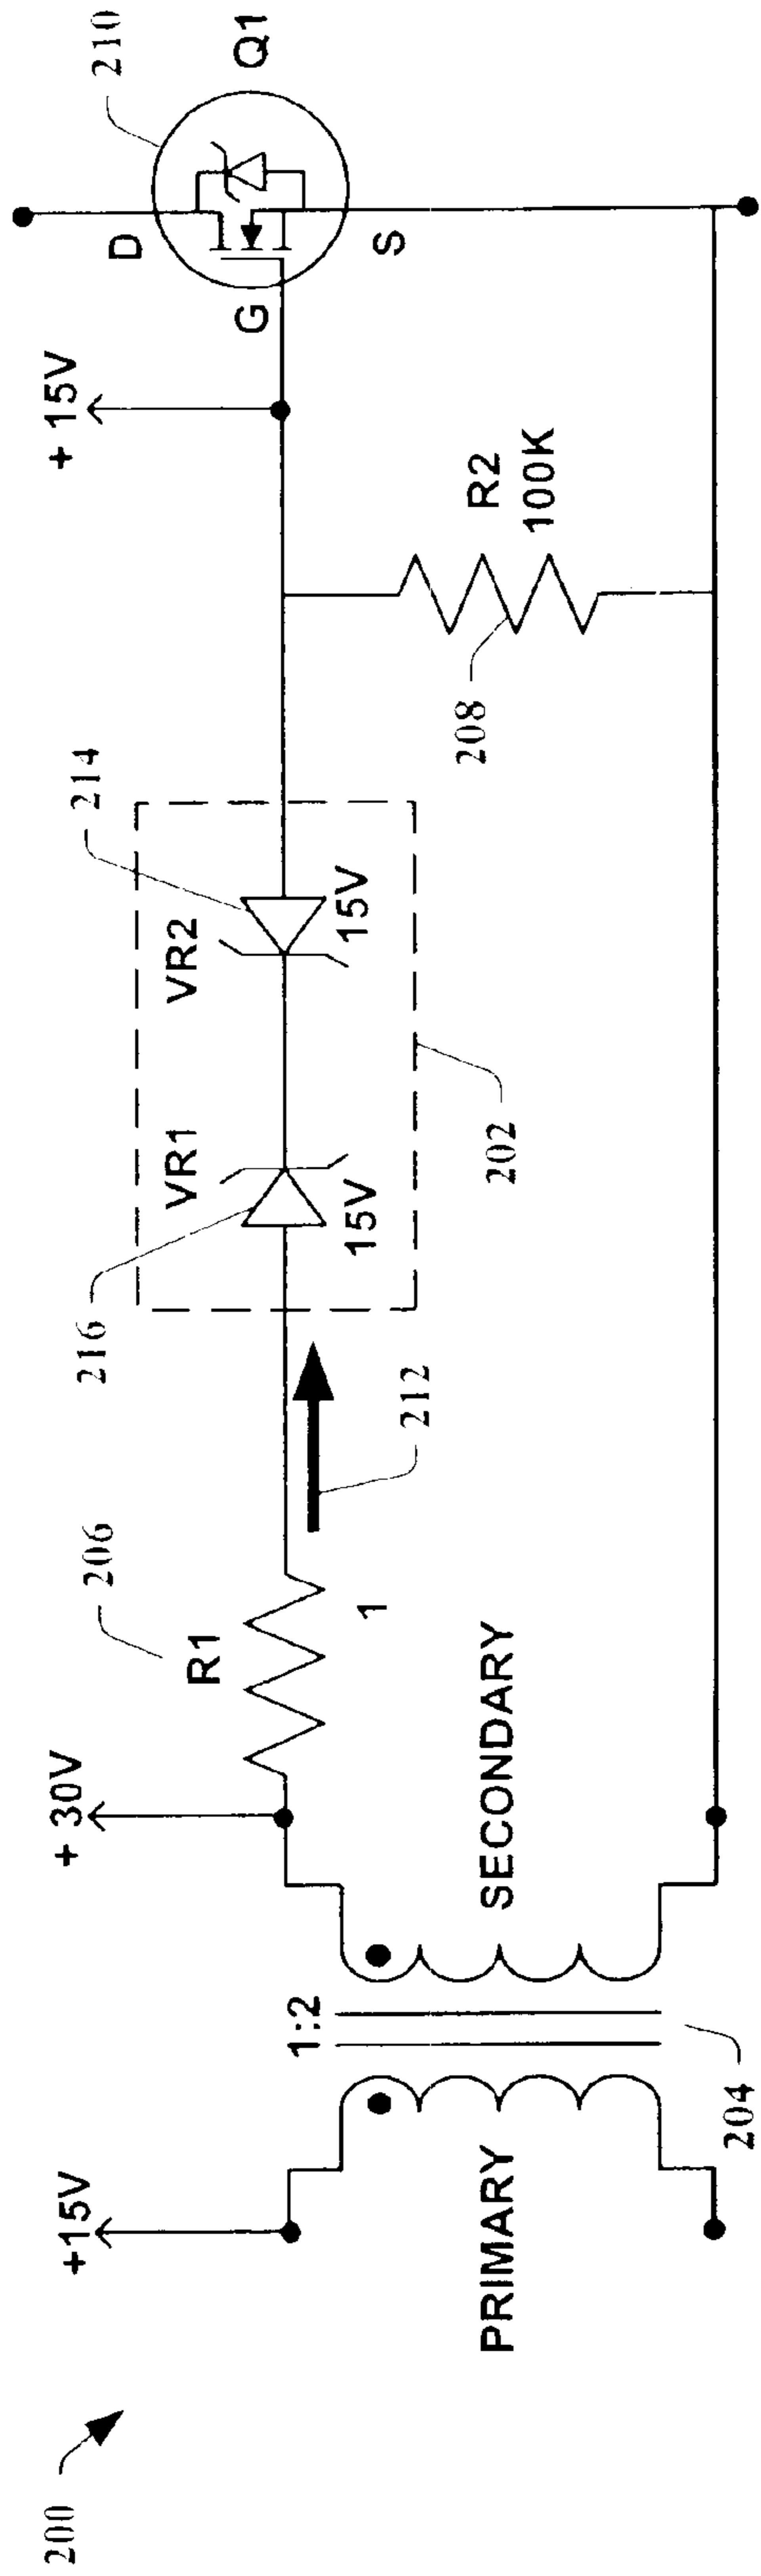 200
+15V
PRIMARY
1:2
204
SECONDARY
+ 30V
R1
206
1
212
216
VR1
15V
VR2
15V
214
202
R2
100K
208
+ 15V
G
D
S
Q1
210